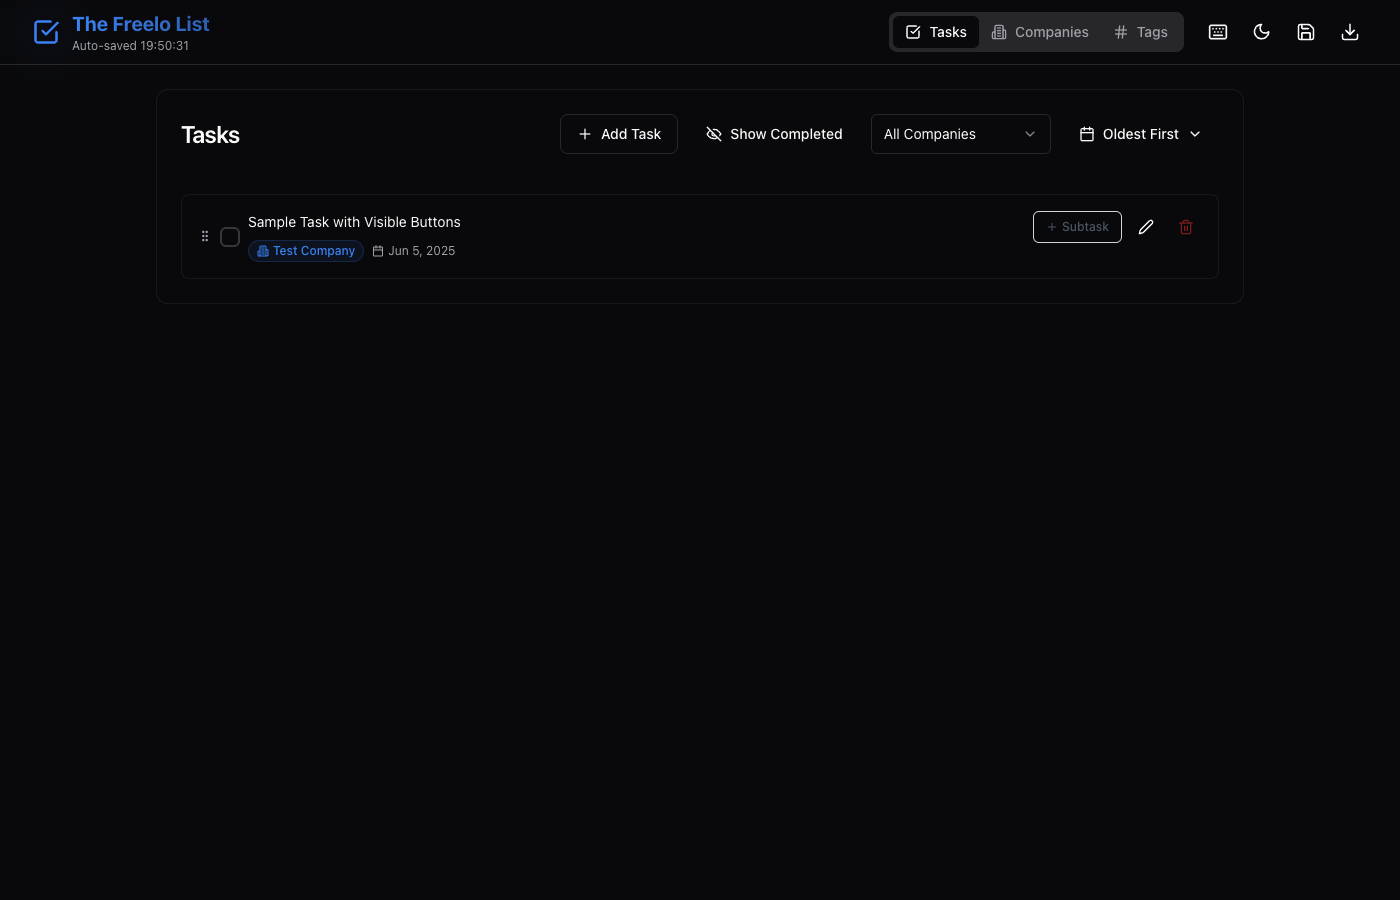 The Freelo List
Auto-saved 19:50:31
Tasks
Companies
Tags
Tasks
Add Task
Show Completed
All Companies
Oldest First
Sample Task with Visible Buttons
Test Company
Jun 5, 2025
+ Subtask